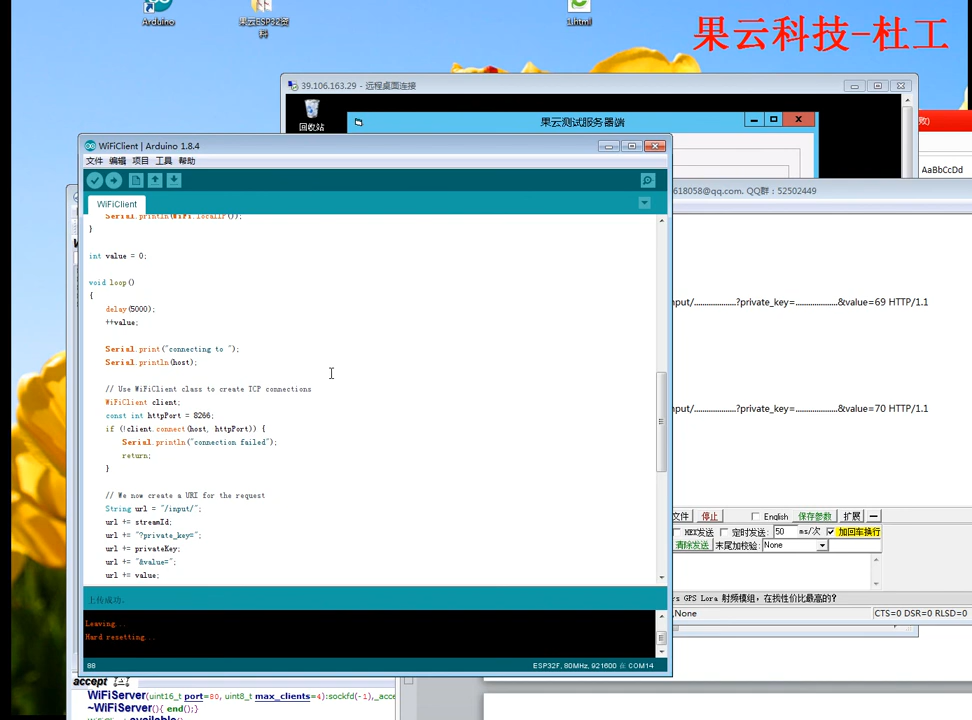 Arduino
果云ESP32资
料
1.html
果云科技-杜工
39.106.163.29 - 远程桌面连接
回收站
果云测试服务器端
AaBbCcDd
WiFiClient | Arduino 1.8.4
文件 编辑 项目 工具 帮助
WiFiClient
618058@qq.com. QQ群：52502449
Serial.println(WiFi.localIP());
}
int value = 0;
void loop()
{
delay(5000);
++value;
Serial.print("connecting to ");
Serial.println(host);
// Use WiFiClient class to create TCP connections
WiFiClient client;
const int httpPort = 8266;
if (!client.connect(host, httpPort)) {
Serial.println("connection failed");
return;
}
// We now create a URI for the request
String url = "/input/";
url += streamId;
url += "?private_key=";
url += privateKey;
url += "&value=";
url += value;
nput/....................?private_key=....................&value=69 HTTP/1.1
nput/....................?private_key=....................&value=70 HTTP/1.1
文件 停止 English 保存参数 扩展 —
HEX发送 定时发送: 50 ms/次 加回车换行
清除发送 末尾加校验: None
rs GPS Lora 射频模组，在找性价比最高的？
,None CTS=0 DSR=0 RLSD=0
上传成功。
Leaving...
Hard resetting...
88
ESP32F, 80MHz, 921600 在 COM14
accept
WiFiServer(uint16_t port=80, uint8_t max_clients=4):sockfd(-1),_acce
~WiFiServer(){ end();}